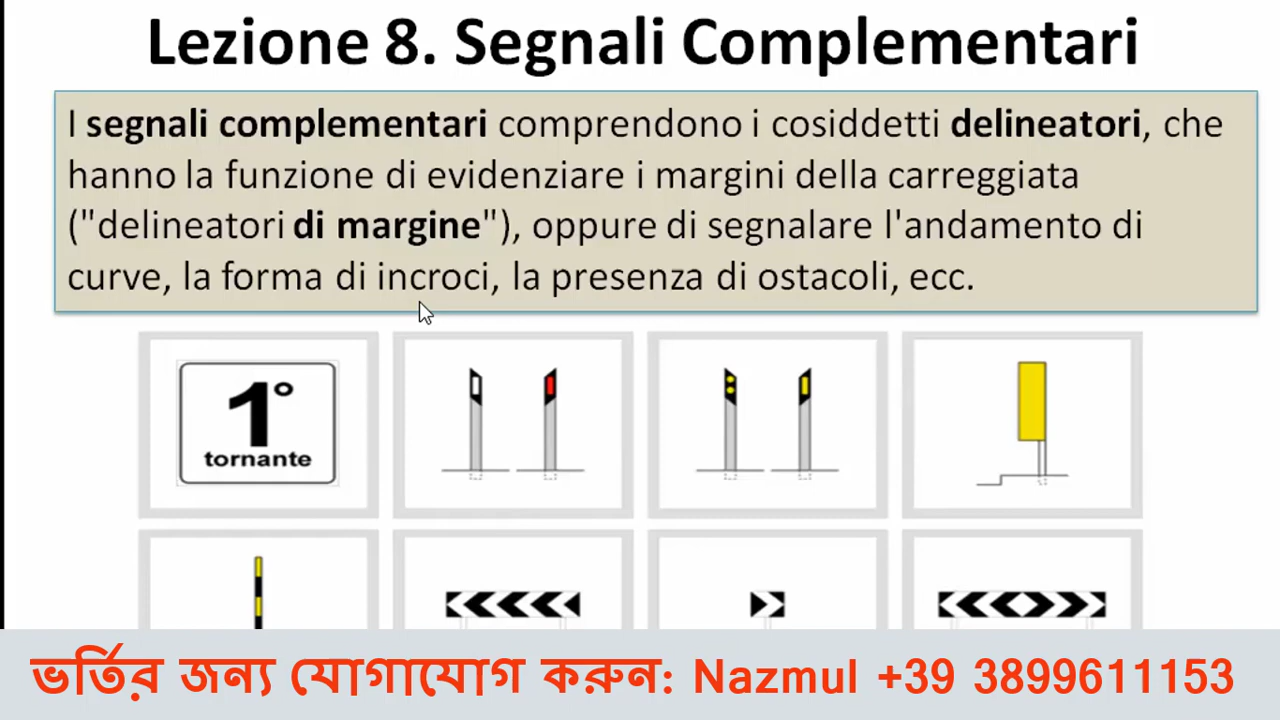 Lezione 8. Segnali Complementari
I segnali complementari comprendono i cosiddetti delineatori, che
hanno la funzione di evidenziare i margini della carreggiata
("delineatori di margine"), oppure di segnalare l'andamento di
curve, la forma di incroci, la presenza di ostacoli, ecc.
1°
tornante
ভর্তির জন্য যোগাযোগ করুন: Nazmul +39 3899611153